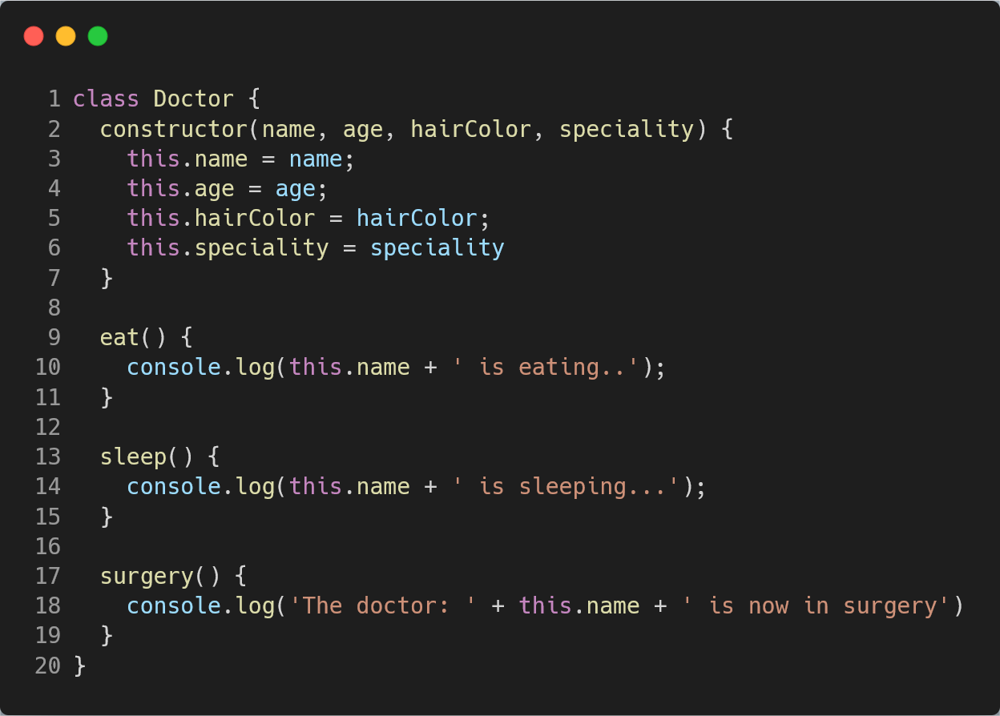 1 class Doctor {
2   constructor(name, age, hairColor, speciality) {
3     this.name = name;
4     this.age = age;
5     this.hairColor = hairColor;
6     this.speciality = speciality
7   }
8
9   eat() {
10     console.log(this.name + ' is eating..');
11   }
12
13   sleep() {
14     console.log(this.name + ' is sleeping...');
15   }
16
17   surgery() {
18     console.log('The doctor: ' + this.name + ' is now in surgery')
19   }
20 }